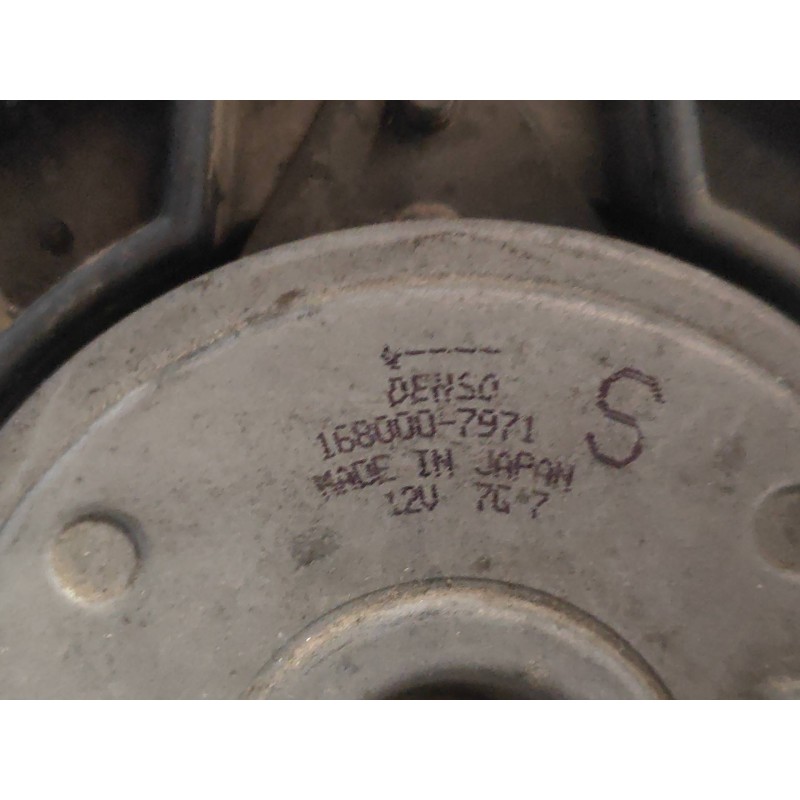 DENSO
168000-7971 S
MADE IN JAPAN
12V 7G 7